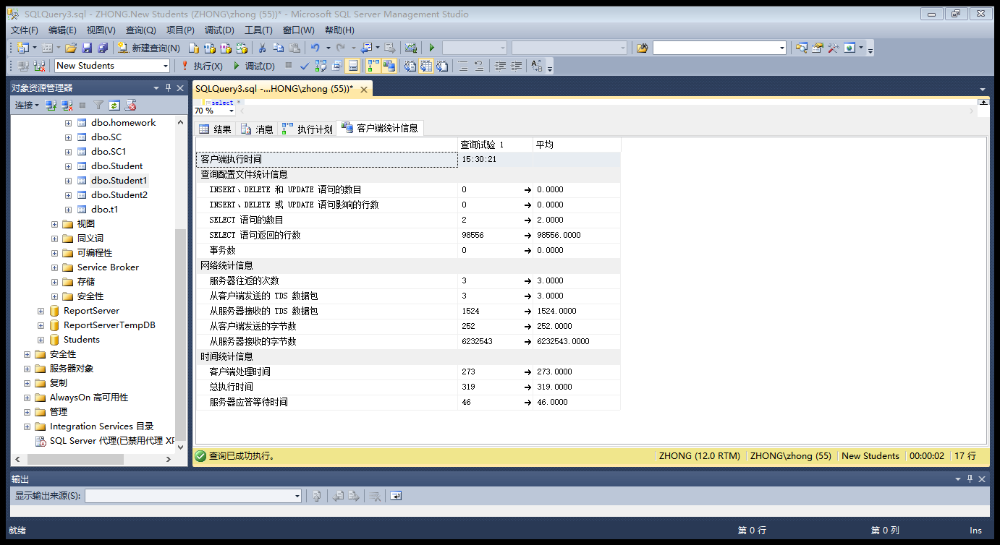 SQLQuery3.sql - ZHONG.New Students (ZHONG\zhong (55))* - Microsoft SQL Server Management Studio
文件(F) 编辑(E) 视图(V) 查询(Q) 项目(P) 调试(D) 工具(T) 窗口(W) 帮助(H)
新建查询(N)
New Students 执行(X) 调试(D)
对象资源管理器
连接
dbo.homework
dbo.SC
dbo.SC1
dbo.Student
dbo.Student1
dbo.Student2
dbo.t1
视图
同义词
可编程性
Service Broker
存储
安全性
ReportServer
ReportServerTempDB
Students
安全性
服务器对象
复制
AlwaysOn 高可用性
管理
Integration Services 目录
SQL Server 代理(已禁用代理 XP
SQLQuery3.sql -...HONG\zhong (55))*
select *
70 %
结果 消息 执行计划 客户端统计信息
查询试验 1 平均
客户端执行时间 15:30:21
查询配置文件统计信息
INSERT、DELETE 和 UPDATE 语句的数目 0 → 0.0000
INSERT、DELETE 或 UPDATE 语句影响的行数 0 → 0.0000
SELECT 语句的数目 2 → 2.0000
SELECT 语句返回的行数 98556 → 98556.0000
事务数 0 → 0.0000
网络统计信息
服务器往返的次数 3 → 3.0000
从客户端发送的 TDS 数据包 3 → 3.0000
从服务器接收的 TDS 数据包 1524 → 1524.0000
从客户端发送的字节数 252 → 252.0000
从服务器接收的字节数 6232543 → 6232543.0000
时间统计信息
客户端处理时间 273 → 273.0000
总执行时间 319 → 319.0000
服务器应答等待时间 46 → 46.0000
查询已成功执行。 ZHONG (12.0 RTM) ZHONG\zhong (55) New Students 00:00:02 17 行
输出
显示输出来源(S):
就绪 第 0 行 第 0 列 Ins